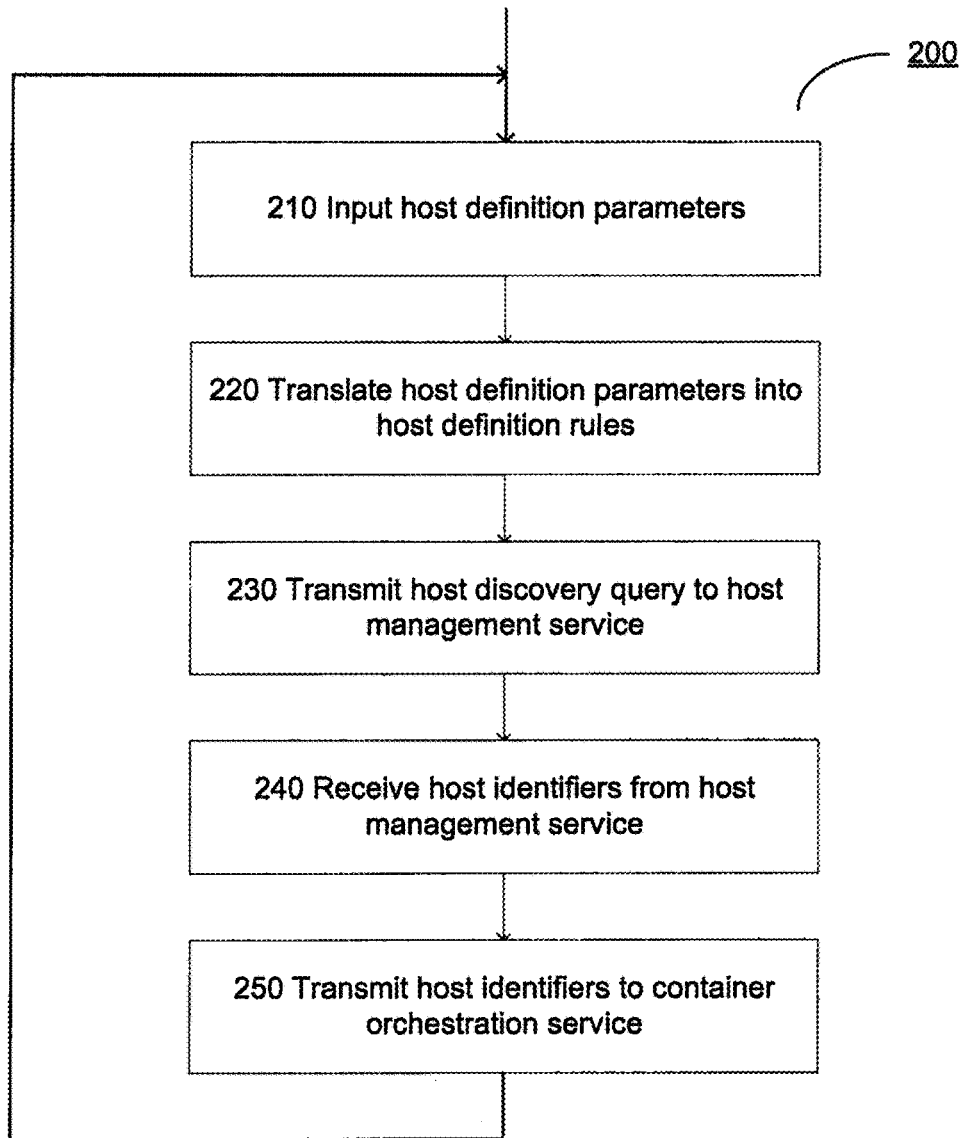 200
210 Input host definition parameters
220 Translate host definition parameters into
host definition rules
230 Transmit host discovery query to host
management service
240 Receive host identifiers from host
management service
250 Transmit host identifiers to container
orchestration service